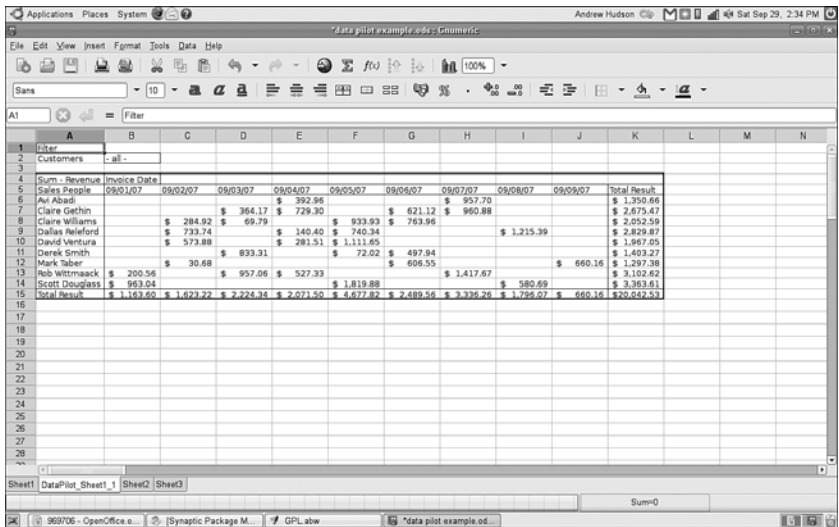 Applications Places System Andrew Hudson Sat Sep 29, 2:34 PM
*data pilot example.ods : Gnumeric
File Edit View Insert Format Tools Data Help
100%
Sans 10
A1 = Filter
A B C D E F G H I J K L M N
1 Filter
2 Customers - all -
3
4 Sum - Revenue Invoice Date
5 Sales People 09/01/07 09/02/07 09/03/07 09/04/07 09/05/07 09/06/07 09/07/07 09/08/07 09/09/07 Total Result
6 Avi Abadi $ 392.96 $ 957.70 $ 1,350.66
7 Claire Gethin $ 364.17 $ 729.30 $ 621.12 $ 960.88 $ 2,675.47
8 Claire Williams $ 284.92 $ 69.79 $ 933.93 $ 763.96 $ 2,052.59
9 Dallas Releford $ 733.74 $ 140.40 $ 740.34 $ 1,215.39 $ 2,829.87
10 David Ventura $ 573.88 $ 281.51 $ 1,111.65 $ 1,967.05
11 Derek Smith $ 833.31 $ 72.02 $ 497.94 $ 1,403.27
12 Mark Taber $ 30.68 $ 606.55 $ 660.16 $ 1,297.38
13 Rob Wittmaack $ 200.56 $ 957.06 $ 527.33 $ 1,417.67 $ 3,102.62
14 Scott Douglass $ 963.04 $ 1,819.88 $ 580.69 $ 3,363.61
15 Total Result $ 1,163.60 $ 1,623.22 $ 2,224.34 $ 2,071.50 $ 4,677.82 $ 2,489.56 $ 3,336.26 $ 1,796.07 $ 660.16 $20,042.53
16
17
18
19
20
21
22
23
24
25
26
27
28
Sheet1 DataPilot_Sheet1_1 Sheet2 Sheet3
Sum=0
969706 - OpenOffice.o... [Synaptic Package M... GPL.abw *data pilot example.od...